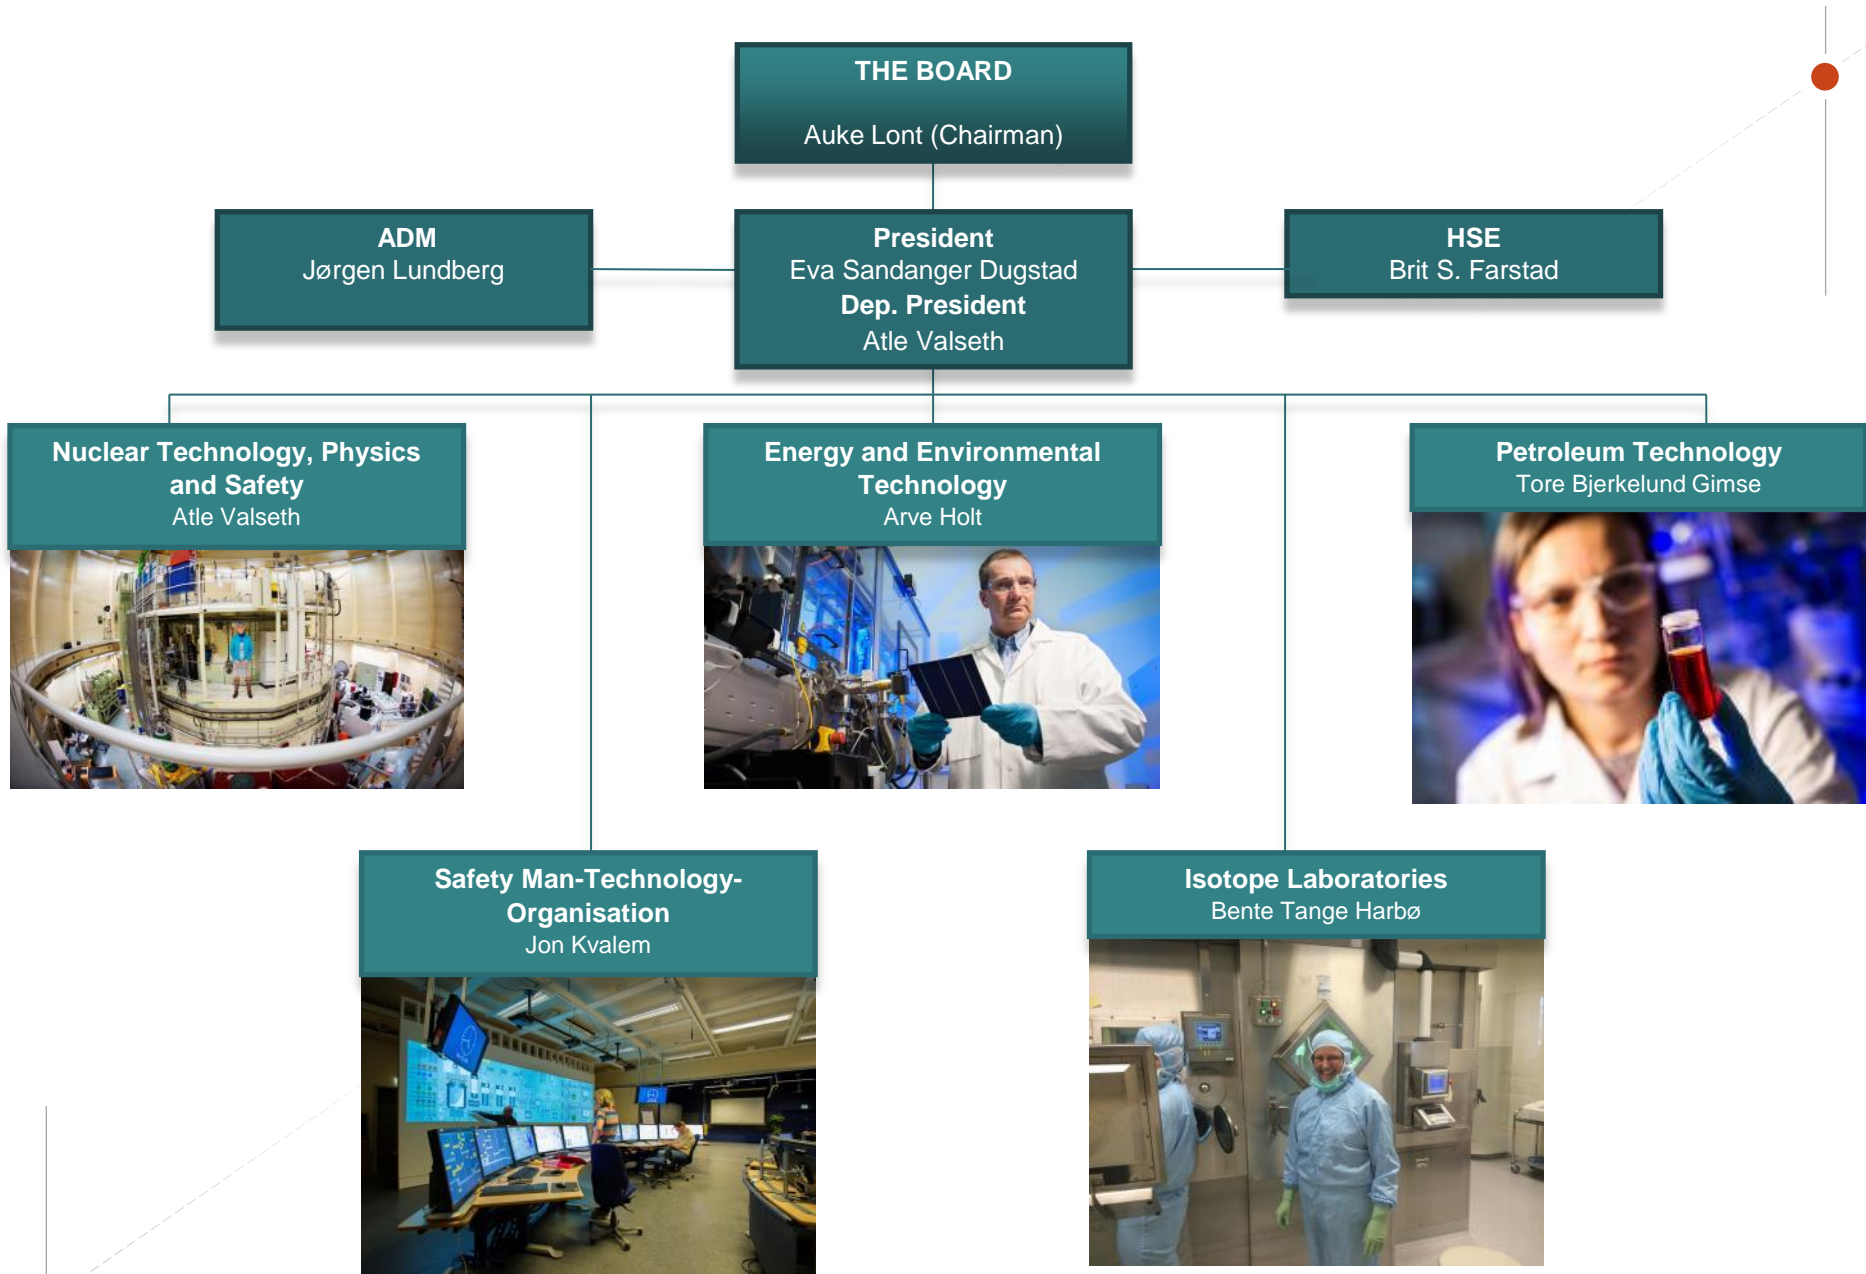 THE BOARD
Auke Lont (Chairman)
ADM
Jørgen Lundberg
President
Eva Sandanger Dugstad
Dep. President
Atle Valseth
HSE
Brit S. Farstad
Nuclear Technology, Physics
and Safety
Atle Valseth
Energy and Environmental
Technology
Arve Holt
Petroleum Technology
Tore Bjerkelund Gimse
Safety Man-Technology-
Organisation
Jon Kvalem
Isotope Laboratories
Bente Tange Harbø